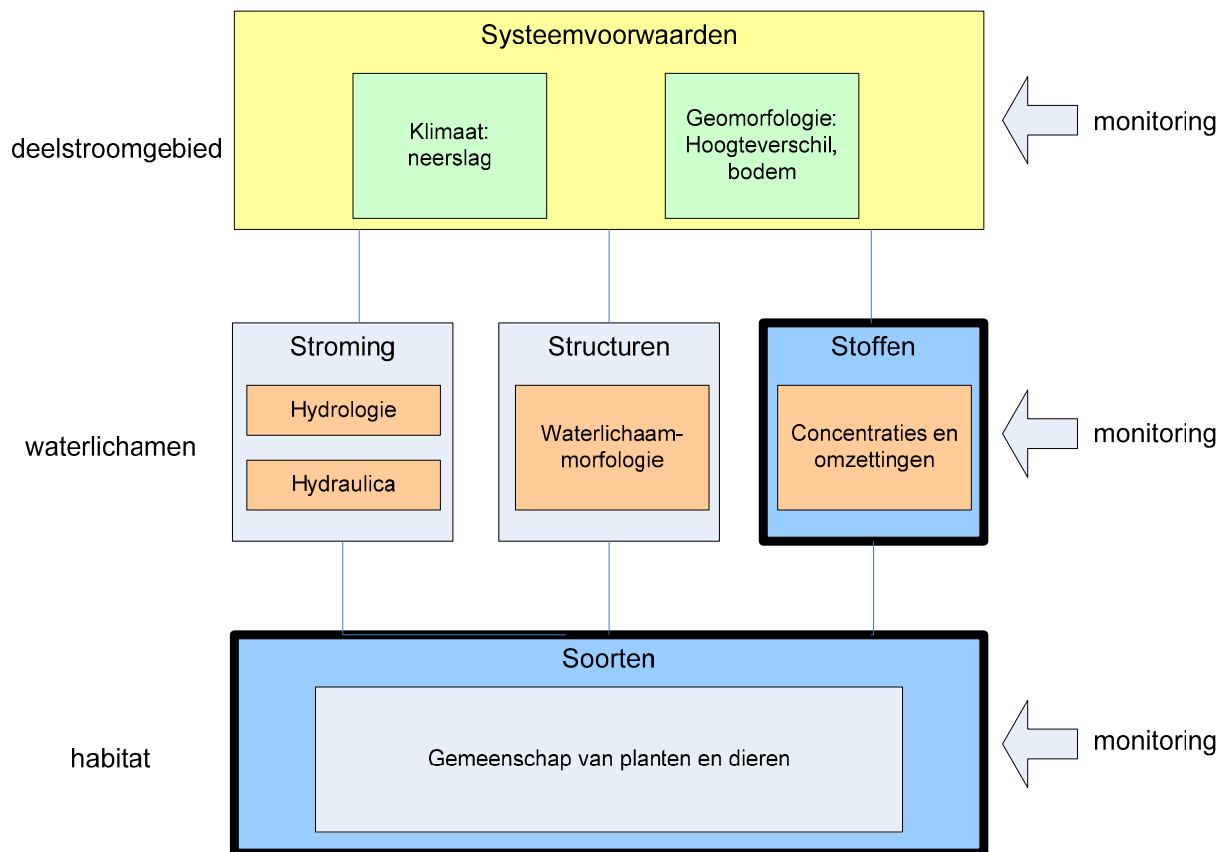 Systeemvoorwaarden
deelstroomgebied
Klimaat:
neerslag
Geomorfologie:
Hoogteverschil,
bodem
monitoring
waterlichamen
Stroming
Hydrologie
Hydraulica
Structuren
Waterlichaam-
morfologie
Stoffen
Concentraties en
omzettingen
monitoring
habitat
Soorten
Gemeenschap van planten en dieren
monitoring